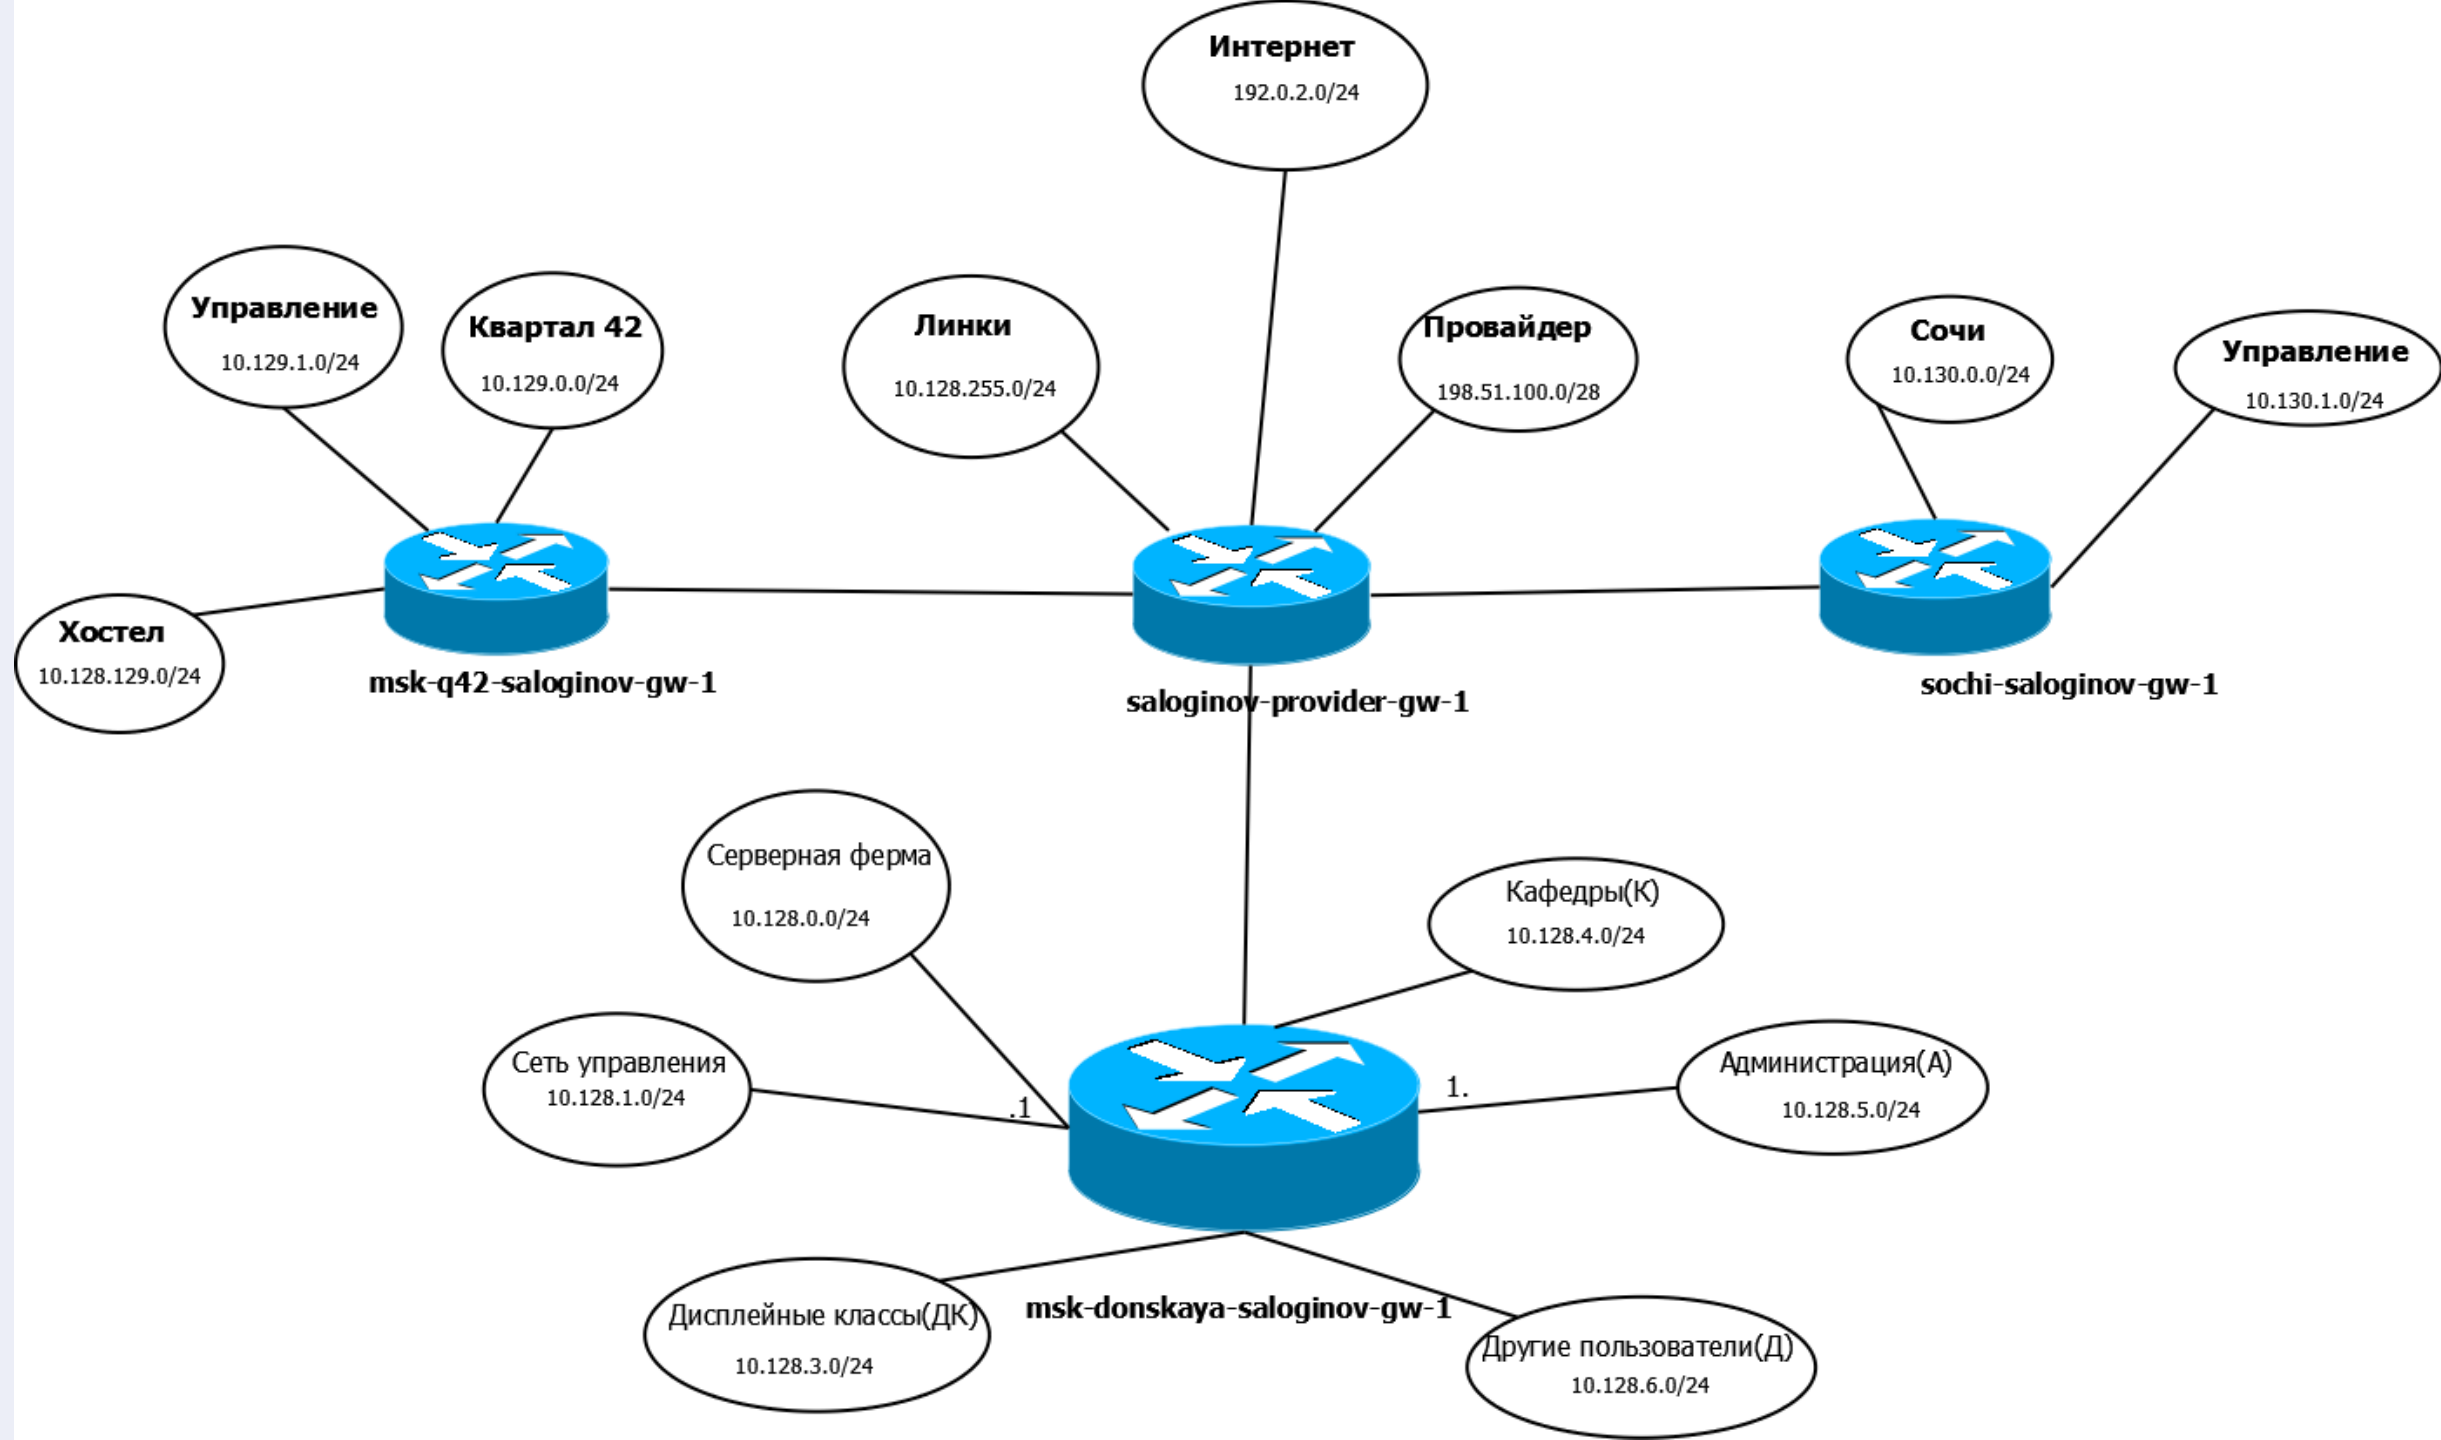 Интернет
192.0.2.0/24
Управление
10.129.1.0/24
Квартал 42
10.129.0.0/24
Линки
10.128.255.0/24
Провайдер
198.51.100.0/28
Сочи
10.130.0.0/24
Управление
10.130.1.0/24
Хостел
10.128.129.0/24
msk-q42-saloginov-gw-1
saloginov-provider-gw-1
sochi-saloginov-gw-1
Серверная ферма
10.128.0.0/24
Кафедры(К)
10.128.4.0/24
Сеть управления
10.128.1.0/24
.1
1.
Администрация(А)
10.128.5.0/24
Дисплейные классы(ДК)
10.128.3.0/24
msk-donskaya-saloginov-gw-1
Другие пользователи(Д)
10.128.6.0/24